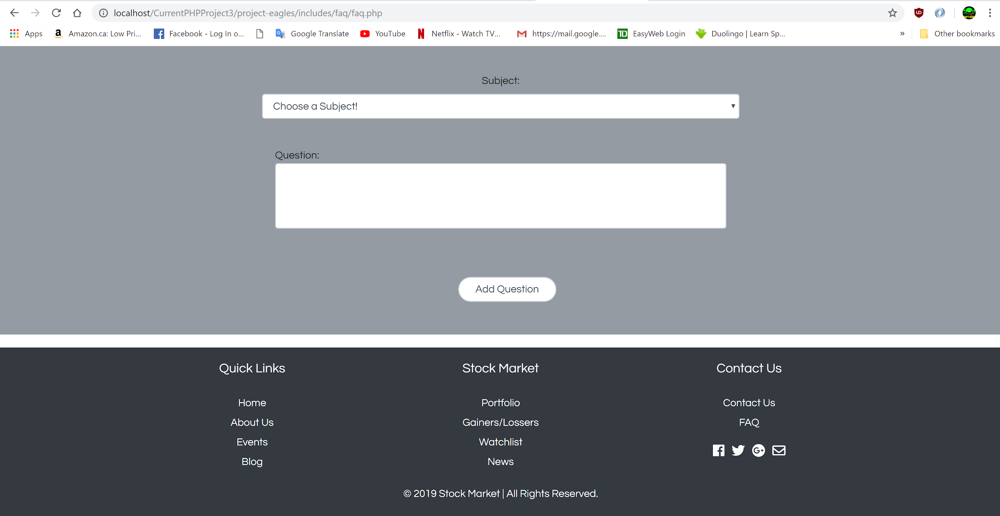 localhost/CurrentPHPProject3/project-eagles/includes/faq/faq.php
Apps Amazon.ca: Low Pri... Facebook - Log In o... Google Translate YouTube Netflix - Watch TV... https://mail.google.... EasyWeb Login Duolingo | Learn Sp... » Other bookmarks
Subject:
Choose a Subject!
Question:
Add Question
Quick Links Stock Market Contact Us
Home Portfolio Contact Us
About Us Gainers/Lossers FAQ
Events Watchlist
Blog News
© 2019 Stock Market | All Rights Reserved.